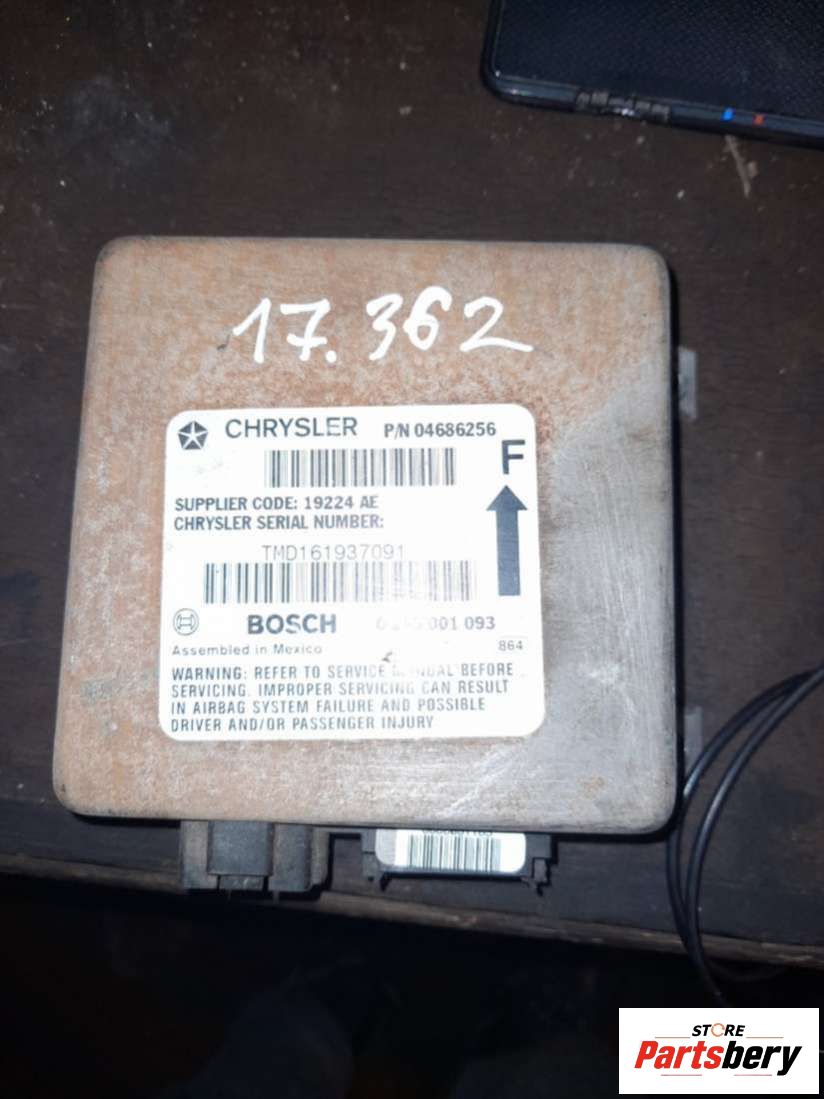 17.362
CHRYSLER P/N 04686256
F
SUPPLIER CODE: 19224 AE
CHRYSLER SERIAL NUMBER:
TMD161937091
BOSCH 001 093
Assembled in Mexico 864
WARNING: REFER TO SERVICE BEFORE
SERVICING. IMPROPER SERVICING CAN RESULT
IN AIRBAG SYSTEM FAILURE AND POSSIBLE
DRIVER AND/OR PASSENGER INJURY
STORE
Partsbery